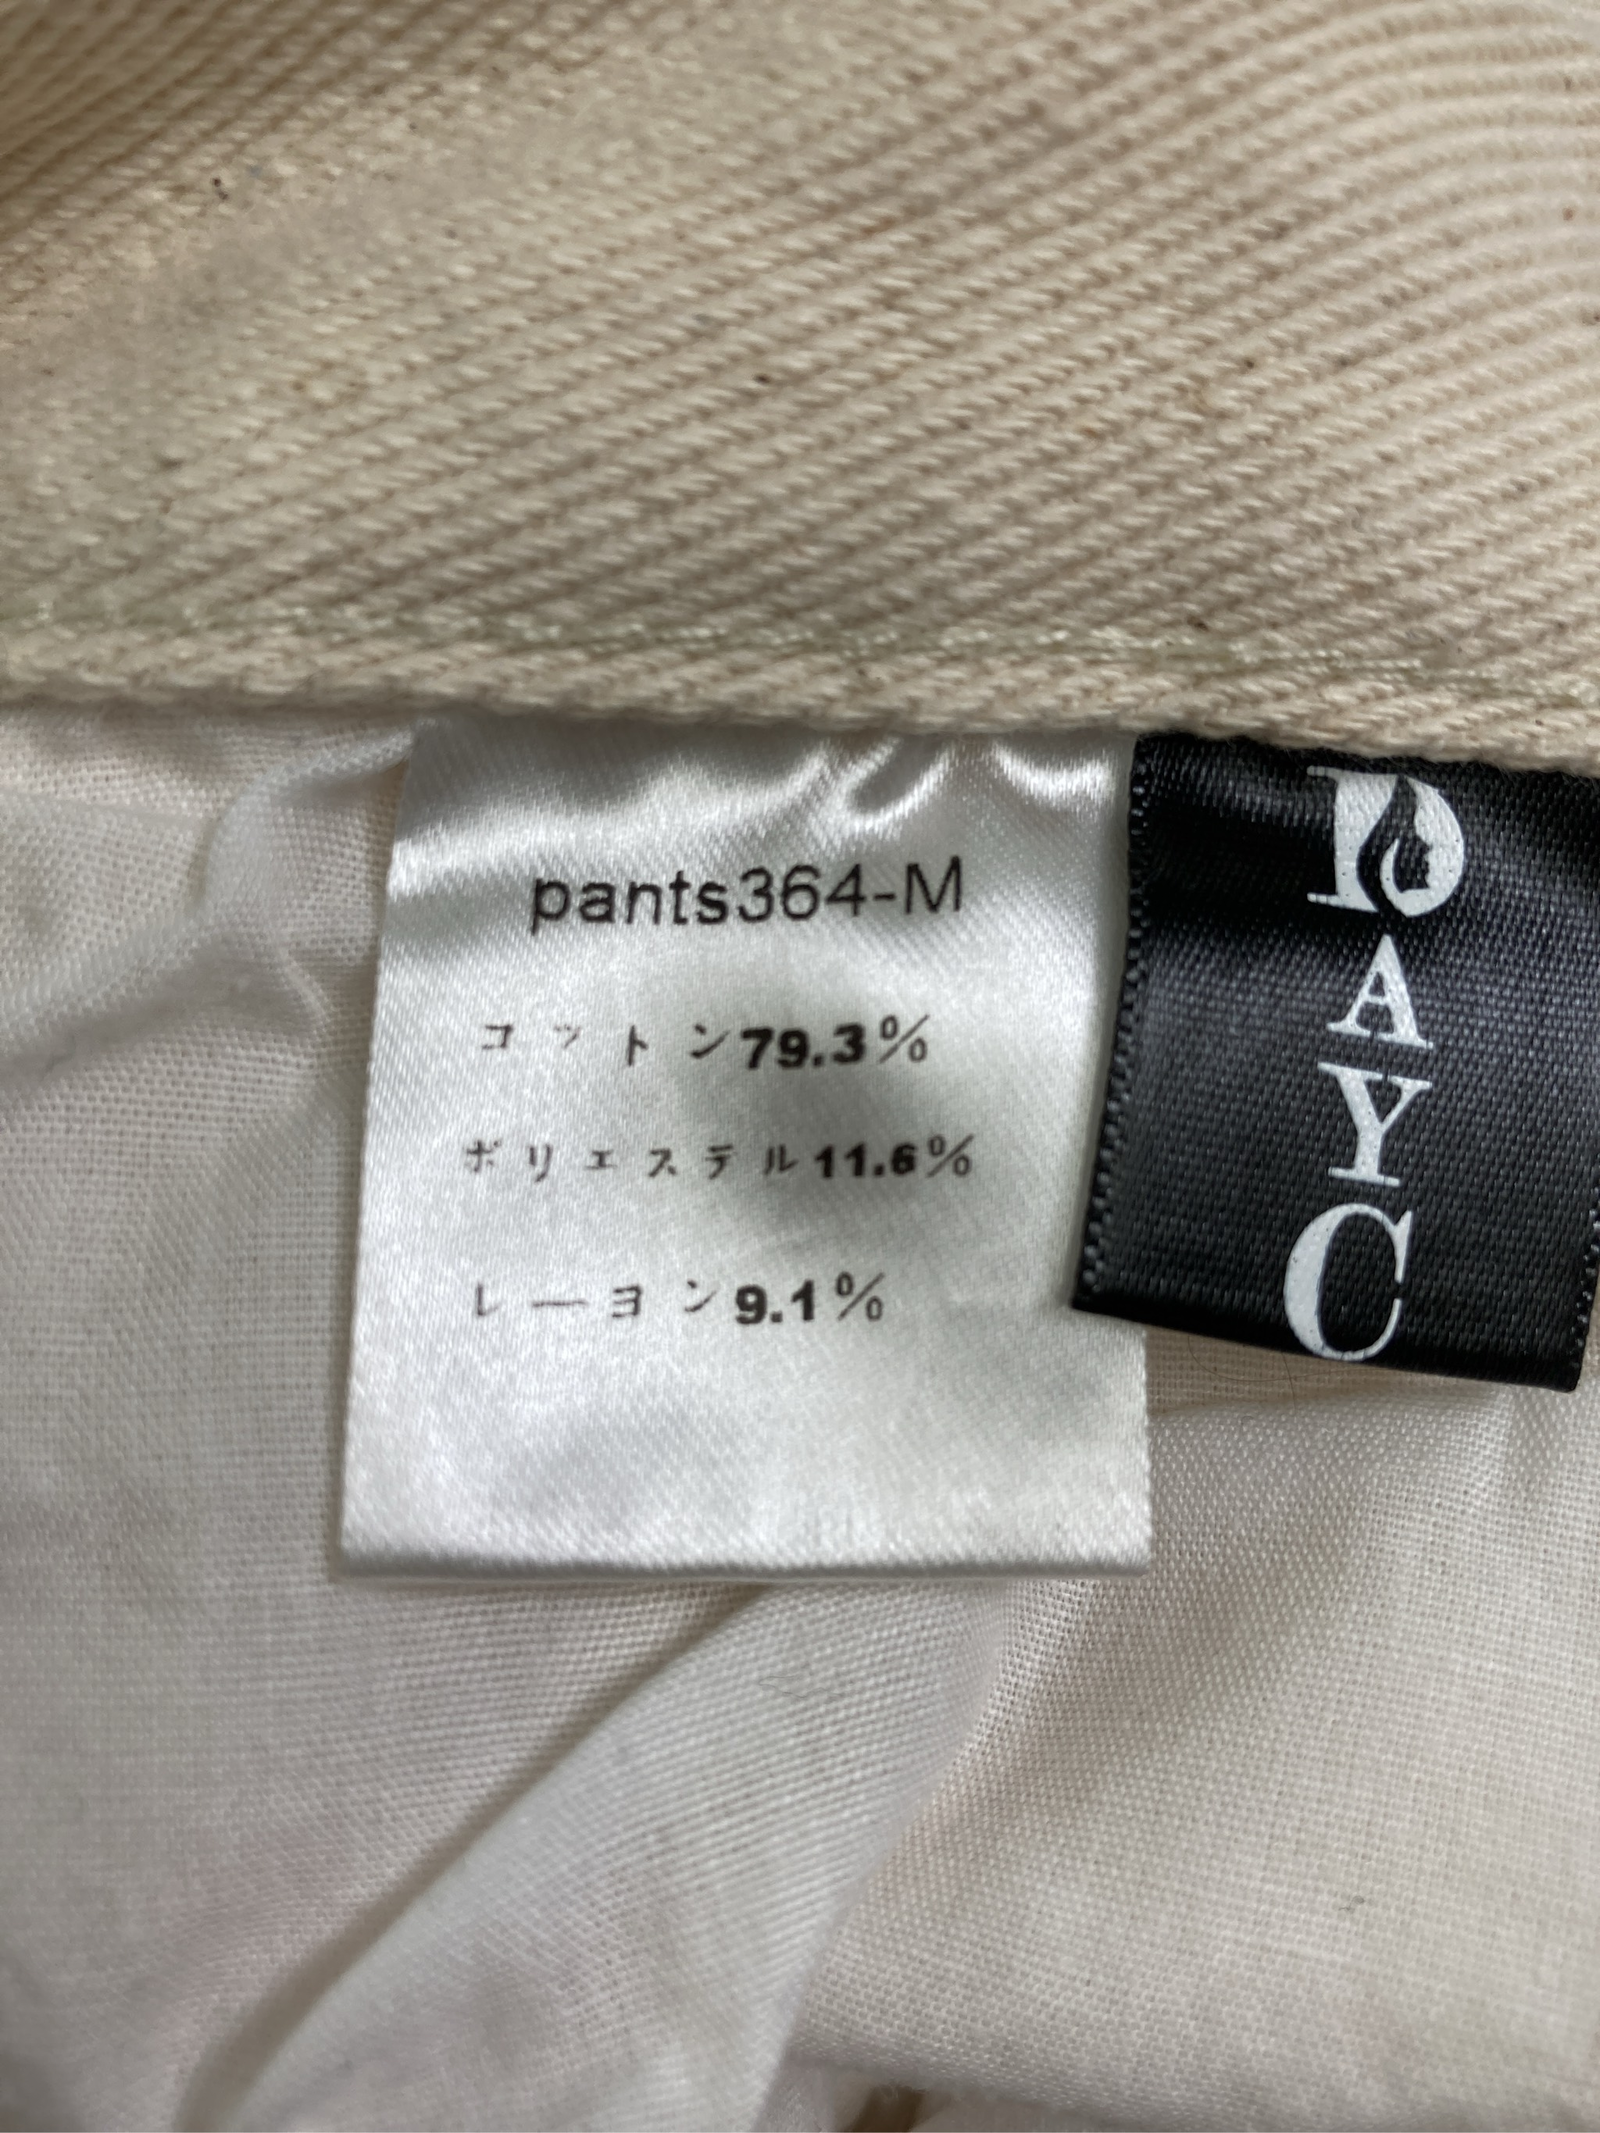 pants364-M
コットン79.3%
ポリエステル11.6%
レーヨン9.1%
P
A
Y
C